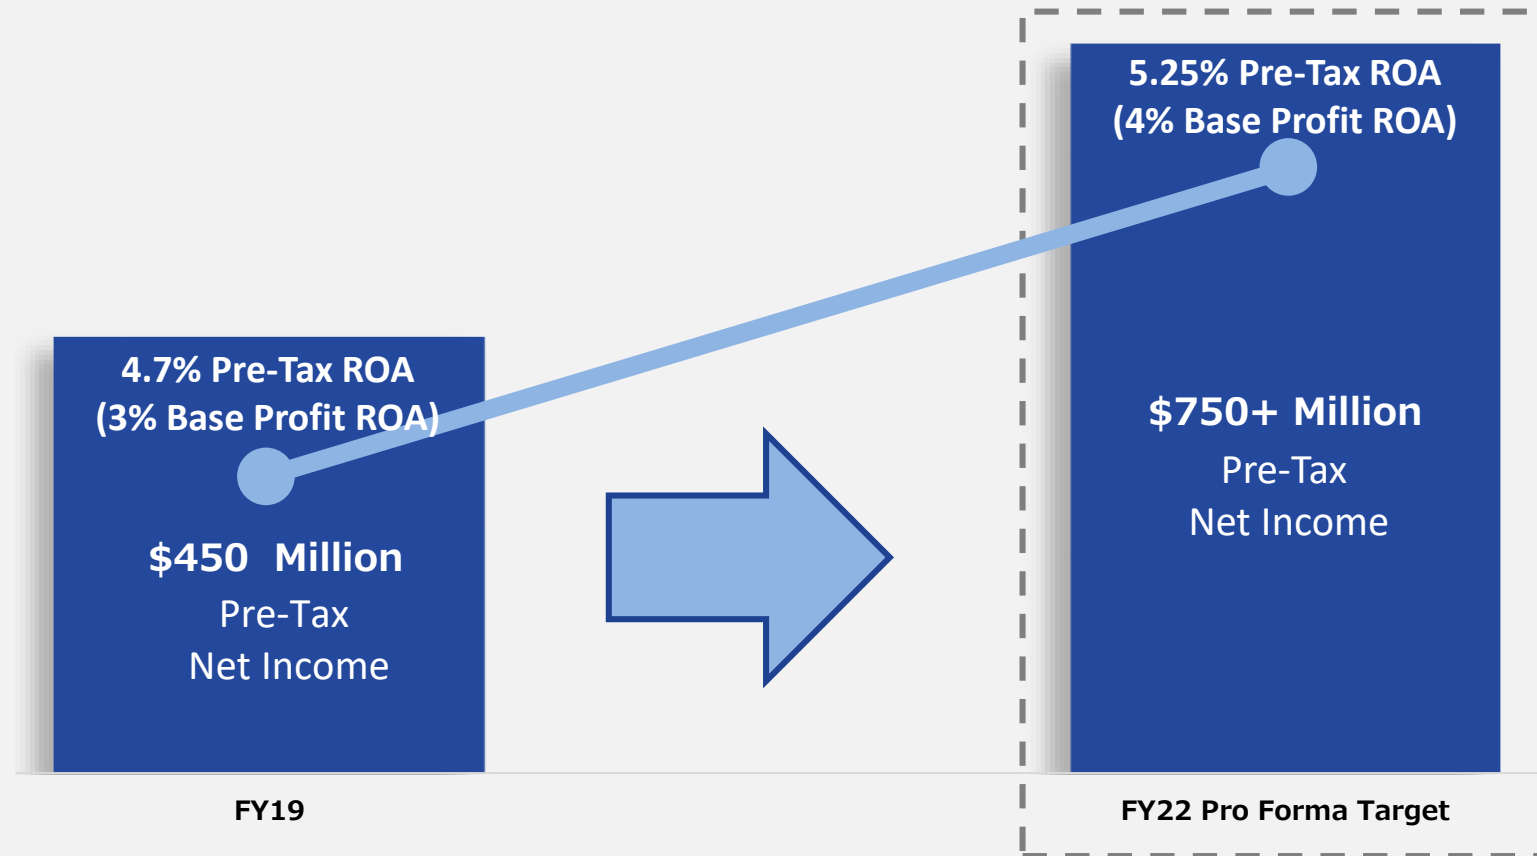 5.25% Pre-Tax ROA
(4% Base Profit ROA)
4.7% Pre-Tax ROA
(3% Base Profit ROA)
$750+ Million
Pre-Tax
Net Income
$450  Million
Pre-Tax
Net Income
FY19
FY22 Pro Forma Target